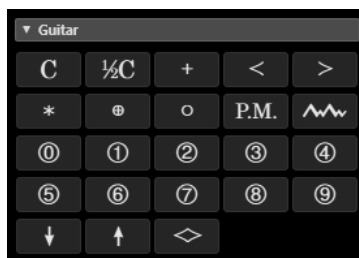 ▼ Guitar
C ½C + < >
* ⊕ ○ P.M.
⓪ ① ② ③ ④
⑤ ⑥ ⑦ ⑧ ⑨